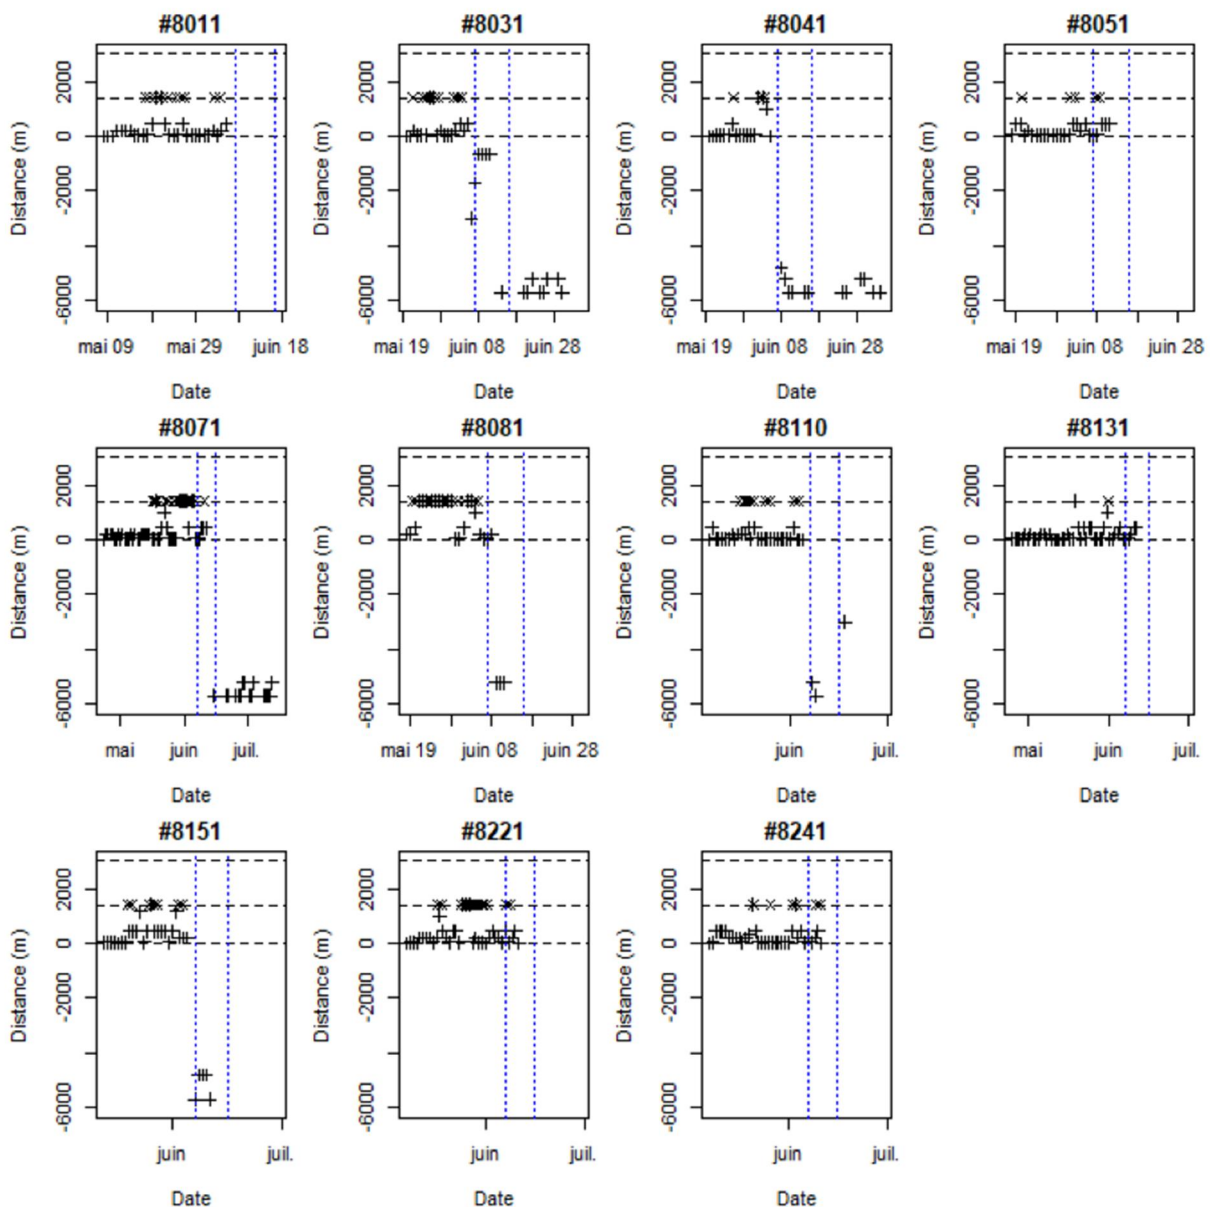 #8011 #8031 #8041 #8051
Distance (m) 2000 0 -2000 -6000
Distance (m) 2000 0 -2000 -6000
Distance (m) 2000 0 -2000 -6000
Distance (m) 2000 0 -2000 -6000
mai 09 mai 29 juin 18 mai 19 juin 08 juin 28 mai 19 juin 08 juin 28 mai 19 juin 08 juin 28
Date Date Date Date
#8071 #8081 #8110 #8131
Distance (m) 2000 0 -2000 -6000
Distance (m) 2000 0 -2000 -6000
Distance (m) 2000 0 -2000 -6000
Distance (m) 2000 0 -2000 -6000
mai juin juil. mai 19 juin 08 juin 28 juin juil. mai juin juil.
Date Date Date Date
#8151 #8221 #8241
Distance (m) 2000 0 -2000 -6000
Distance (m) 2000 0 -2000 -6000
Distance (m) 2000 0 -2000 -6000
juin juil. juin juil. juin juil.
Date Date Date